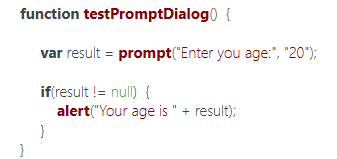 function testPromptDialog() {
var result = prompt("Enter you age:", "20");
if(result != null) {
alert("Your age is " + result);
}
}